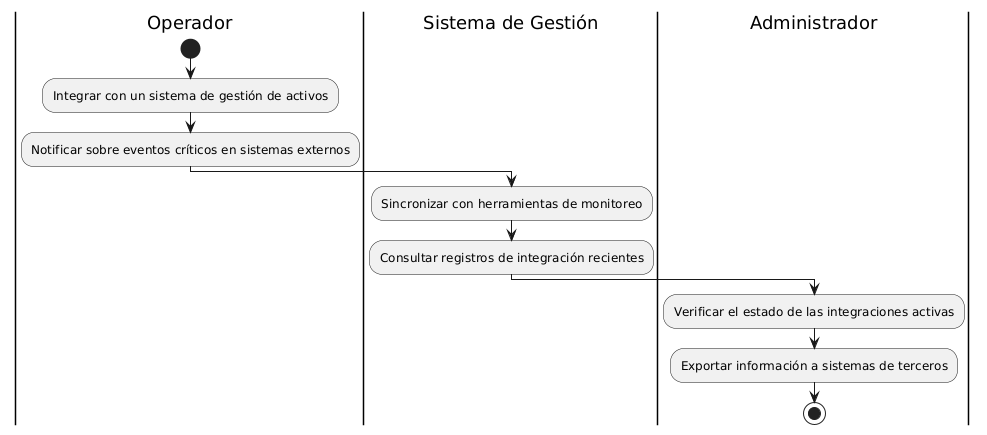 Operador
Sistema de Gestión
Administrador
Integrar con un sistema de gestión de activos
Notificar sobre eventos críticos en sistemas externos
Sincronizar con herramientas de monitoreo
Consultar registros de integración recientes
Verificar el estado de las integraciones activas
Exportar información a sistemas de terceros